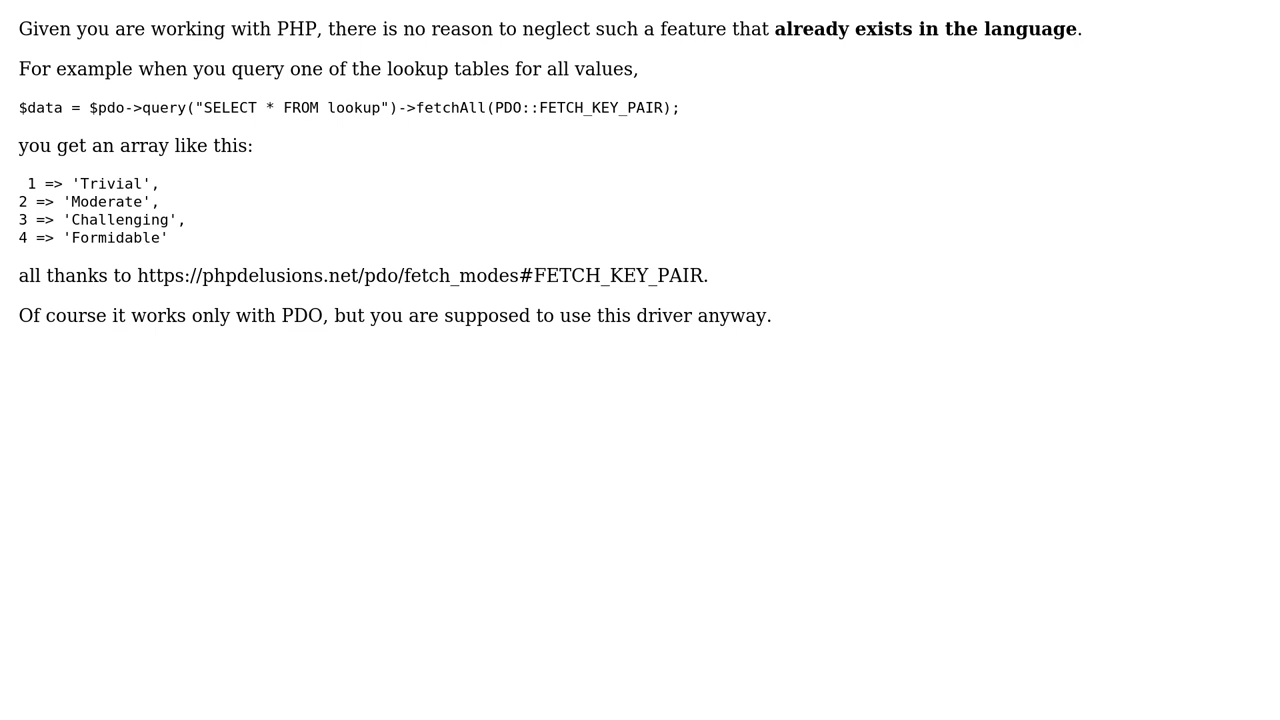 Given you are working with PHP, there is no reason to neglect such a feature that already exists in the language.
For example when you query one of the lookup tables for all values,
$data = $pdo->query("SELECT * FROM lookup")->fetchAll(PDO::FETCH_KEY_PAIR);
you get an array like this:
1 => 'Trivial',
2 => 'Moderate',
3 => 'Challenging',
4 => 'Formidable'
all thanks to https://phpdelusions.net/pdo/fetch_modes#FETCH_KEY_PAIR.
Of course it works only with PDO, but you are supposed to use this driver anyway.